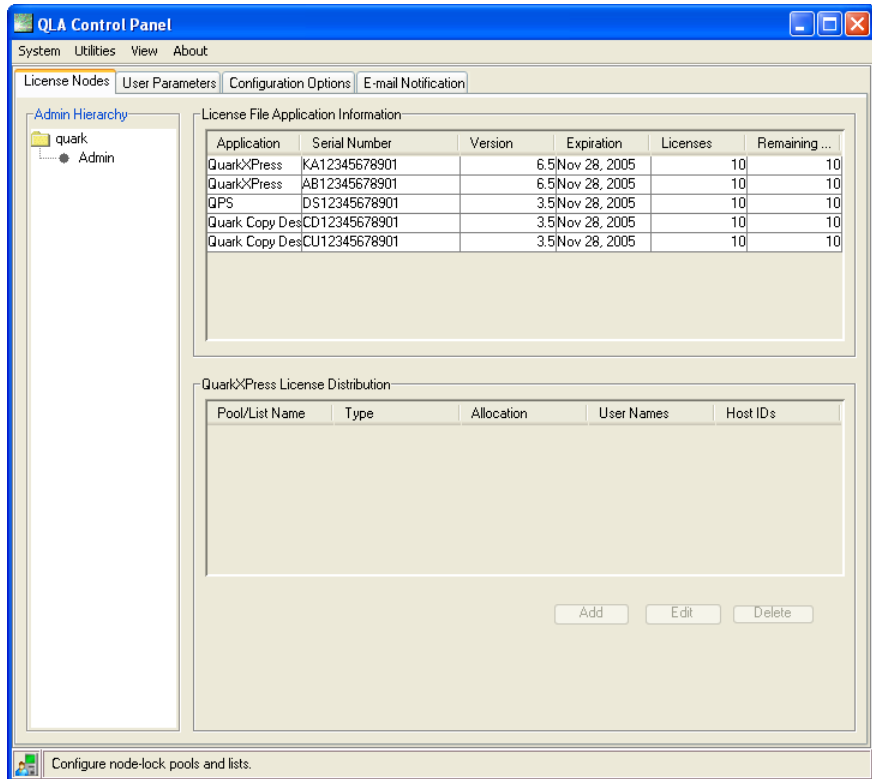 QLA Control Panel
System Utilities View About
License Nodes User Parameters Configuration Options E-mail Notification
Admin Hierarchy
quark
Admin
License File Application Information
Application Serial Number Version Expiration Licenses Remaining ...
QuarkXPress KA12345678901 6.5 Nov 28, 2005 10 10
QuarkXPress AB12345678901 6.5 Nov 28, 2005 10 10
QPS DS12345678901 3.5 Nov 28, 2005 10 10
Quark Copy Des CD12345678901 3.5 Nov 28, 2005 10 10
Quark Copy Des CU12345678901 3.5 Nov 28, 2005 10 10
QuarkXPress License Distribution
Pool/List Name Type Allocation User Names Host IDs
Add Edit Delete
Configure node-lock pools and lists.